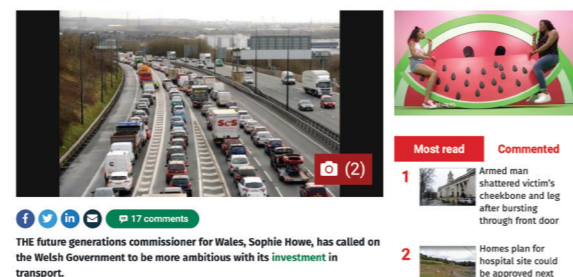 SCS
(2)
17 comments
THE future generations commissioner for Wales, Sophie Howe, has called on
the Welsh Government to be more ambitious with its investment in
transport.
Most read
Commented
1
Armed man
shattered victim's
cheekbone and leg
after bursting
through front door
2
Homes plan for
hospital site could
be approved next